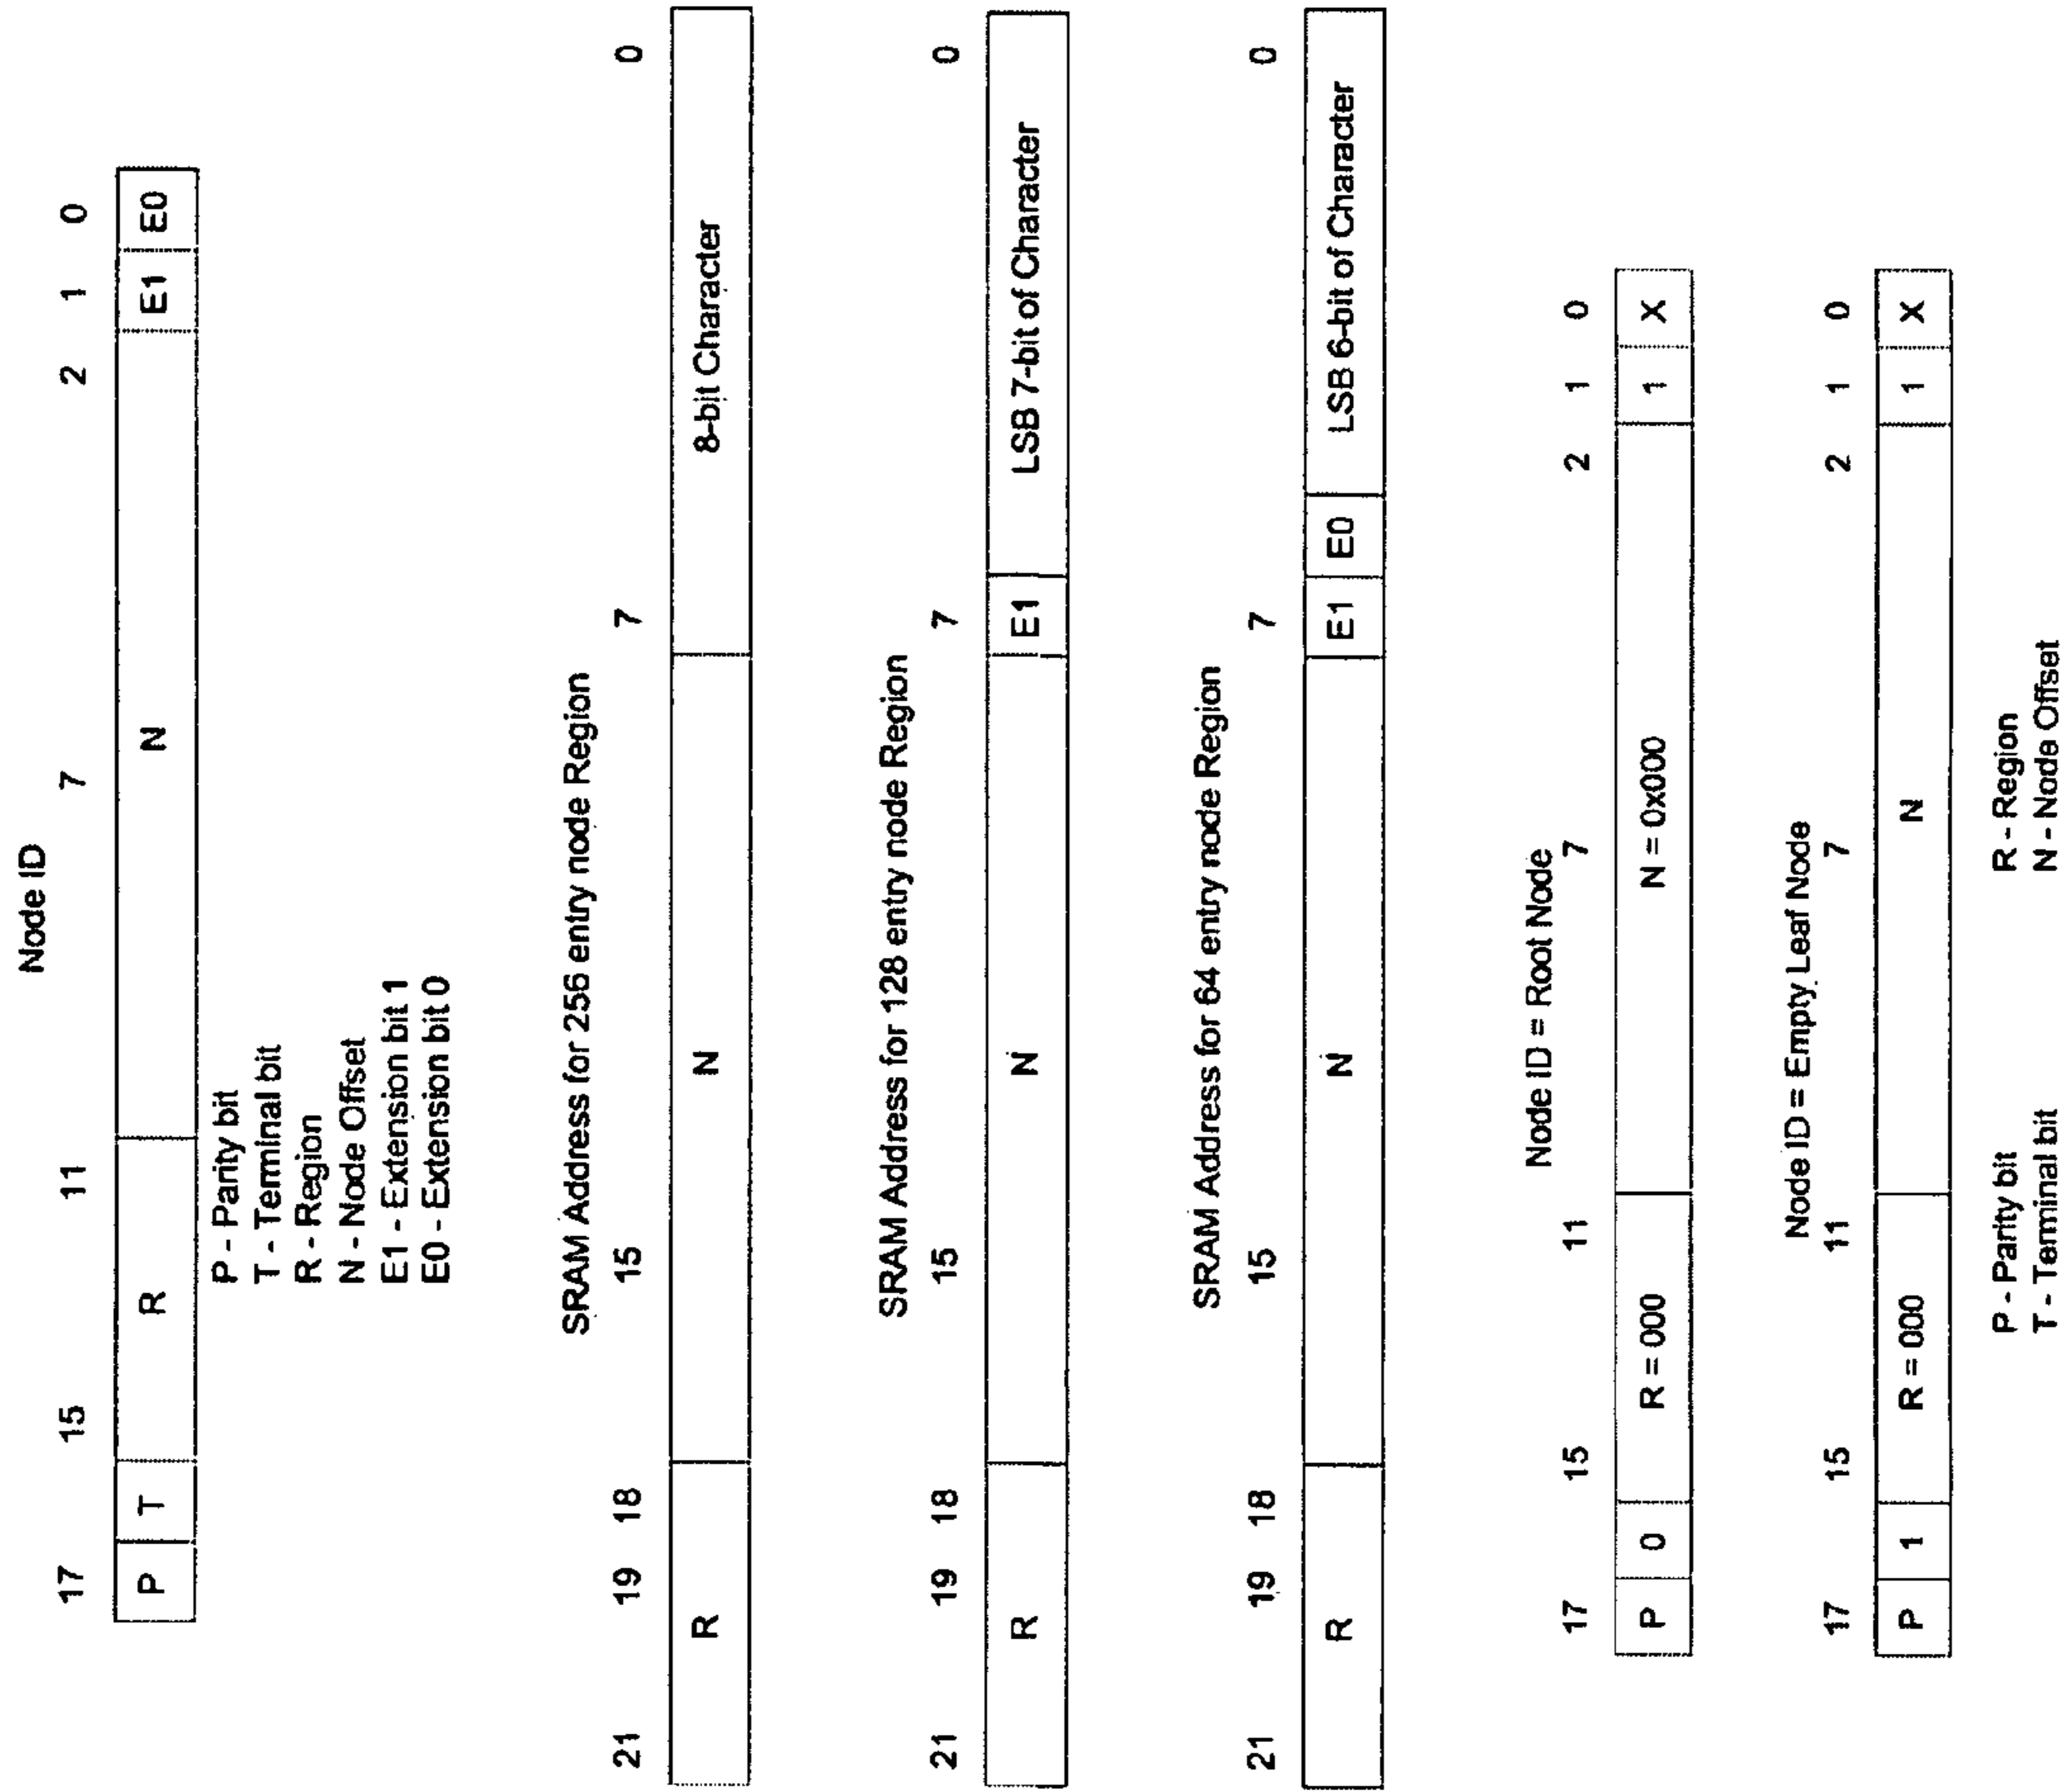 Node ID
17 15 11 7 2 1 0
P T R N E1 E0
P - Parity bit
T - Terminal bit
R - Region
N - Node Offset
E1 - Extension bit 1
E0 - Extension bit 0
SRAM Address for 256 entry node Region
21 19 18 15 7 0
R N 8-bit Character
SRAM Address for 128 entry node Region
21 19 18 15 7 0
R N E1 LSB 7-bit of Character
SRAM Address for 64 entry node Region
21 19 18 15 7 0
R N E1 E0 LSB 6-bit of Character
Node ID = Root Node
17 15 11 7 2 1 0
P 0 R = 000 N = 0x000 1 X
Node ID = Empty Leaf Node
17 15 11 7 2 1 0
P 1 R = 000 N 1 X
P - Parity bit R - Region
T - Terminal bit N - Node Offset